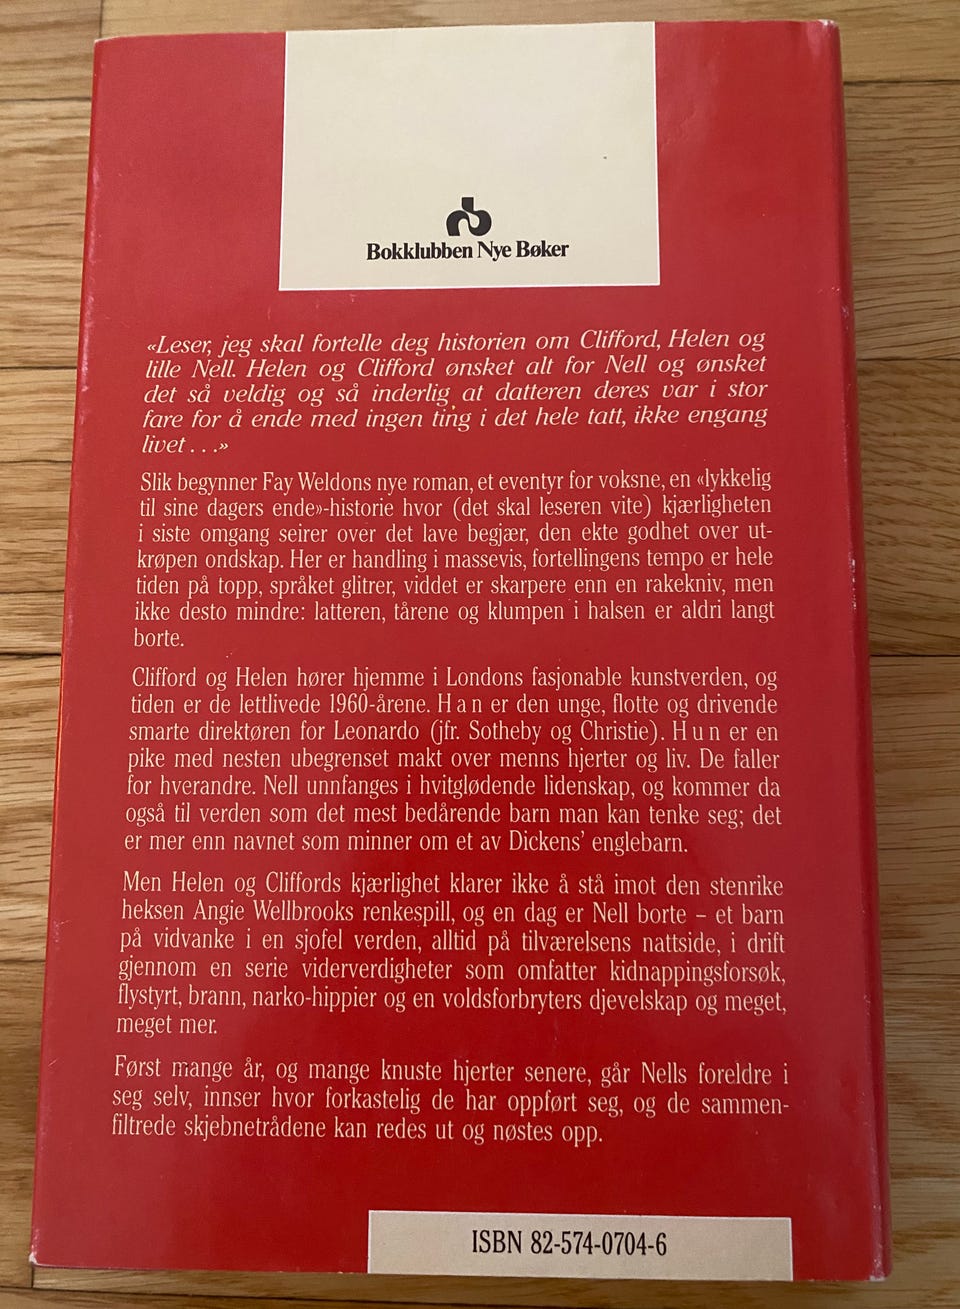 Bokklubben Nye Bøker
«Leser, jeg skal fortelle deg historien om Clifford, Helen og
lille Nell. Helen og Clifford ønsket alt for Nell og ønsket
det så veldig og så inderlig at datteren deres var i stor
fare for å ende med ingen ting i det hele tatt, ikke engang
livet . . .»
Slik begynner Fay Weldons nye roman, et eventyr for voksne, en «lykkelig
til sine dagers ende»-historie hvor (det skal leseren vite) kjærligheten
i siste omgang seirer over det lave begjær, den ekte godhet over ut-
krøpen ondskap. Her er handling i massevis, fortellingens tempo er hele
tiden på topp, språket glitrer, viddet er skarpere enn en rakekniv, men
ikke desto mindre: latteren, tårene og klumpen i halsen er aldri langt
borte.
Clifford og Helen hører hjemme i Londons fasjonable kunstverden, og
tiden er de lettlivede 1960-årene. H a n er den unge, flotte og drivende
smarte direktøren for Leonardo (jfr. Sotheby og Christie). H u n er en
pike med nesten ubegrenset makt over menns hjerter og liv. De faller
for hverandre. Nell unnfanges i hvitglødende lidenskap, og kommer da
også til verden som det mest bedårende barn man kan tenke seg; det
er mer enn navnet som minner om et av Dickens’ englebarn.
Men Helen og Cliffords kjærlighet klarer ikke å stå imot den stenrike
heksen Angie Wellbrooks renkespill, og en dag er Nell borte – et barn
på vidvanke i en sjofel verden, alltid på tilværelsens nattside, i drift
gjennom en serie viderverdigheter som omfatter kidnappingsforsøk,
flystyrt, brann, narko-hippier og en voldsforbryters djevelskap og meget,
meget mer.
Først mange år, og mange knuste hjerter senere, går Nells foreldre i
seg selv, innser hvor forkastelig de har oppført seg, og de sammen-
filtrede skjebnetrådene kan redes ut og nøstes opp.
ISBN 82-574-0704-6